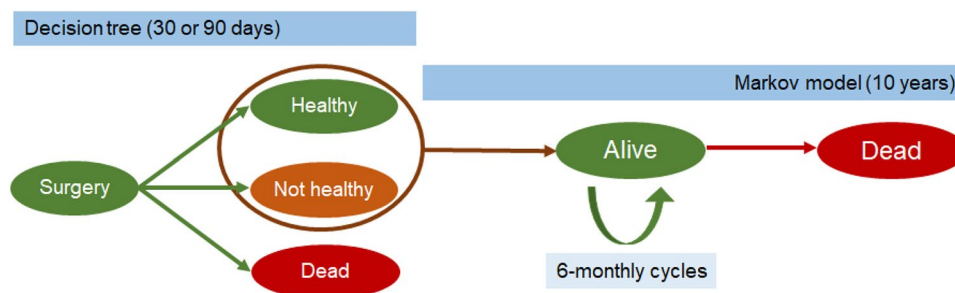 Decision tree (30 or 90 days)
Markov model (10 years)
Healthy
Alive
Dead
Surgery
Not healthy
Dead
6-monthly cycles